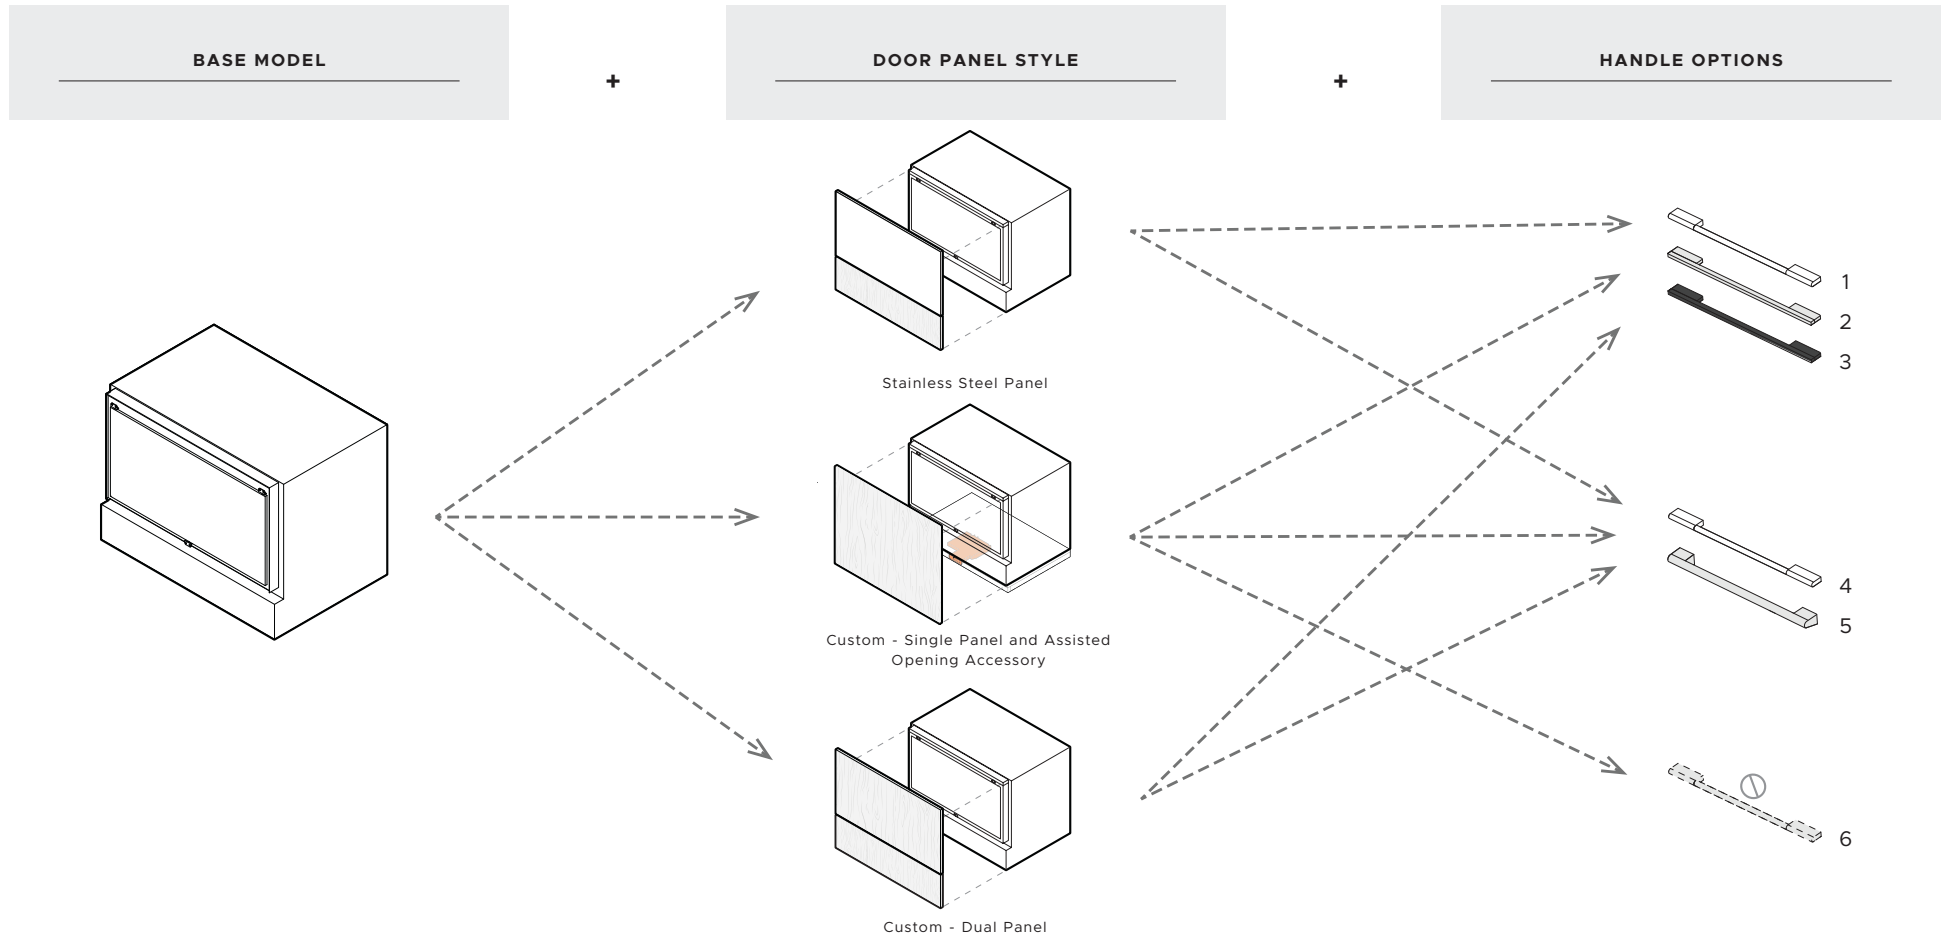 BASE MODEL
+
DOOR PANEL STYLE
+
HANDLE OPTIONS
Stainless Steel Panel
Custom - Single Panel and Assisted
Opening Accessory
Custom - Dual Panel
1
2
3
4
5
6